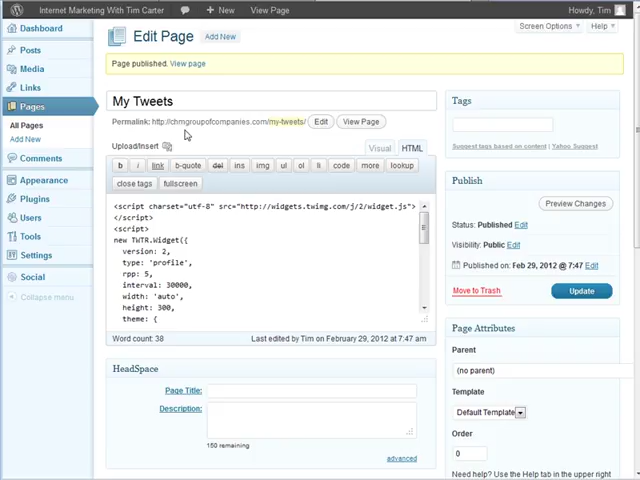 Internet Marketing With Tim Carter
New
View Page
Howdy, Tim
Screen Options
Help
Dashboard
Posts
Media
Links
Pages
All Pages
Add New
Comments
Appearance
Plugins
Users
Tools
Settings
Social
Collapse menu
Edit Page
Add New
Page published. View page
My Tweets
Permalink: http://chmgroupofcompanies.com/my-tweets/
Edit
View Page
Upload/Insert
Visual
HTML
b
i
link
b-quote
del
ins
img
ul
ol
li
code
more
lookup
close tags
fullscreen
<script charset="utf-8" src="http://widgets.twimg.com/j/2/widget.js">
</script>
<script>
new TWTR.Widget({
version: 2,
type: 'profile',
rpp: 5,
interval: 30000,
width: 'auto',
height: 300,
theme: {
Word count: 38
Last edited by Tim on February 29, 2012 at 7:47 am
HeadSpace
Page Title:
Description:
150 remaining
advanced
Tags
Suggest tags based on content | Yahoo Suggest
Publish
Preview Changes
Status: Published Edit
Visibility: Public Edit
Published on: Feb 29, 2012 @ 7:47 Edit
Move to Trash
Update
Page Attributes
Parent
(no parent)
Template
Default Template
Order
0
Need help? Use the Help tab in the upper right